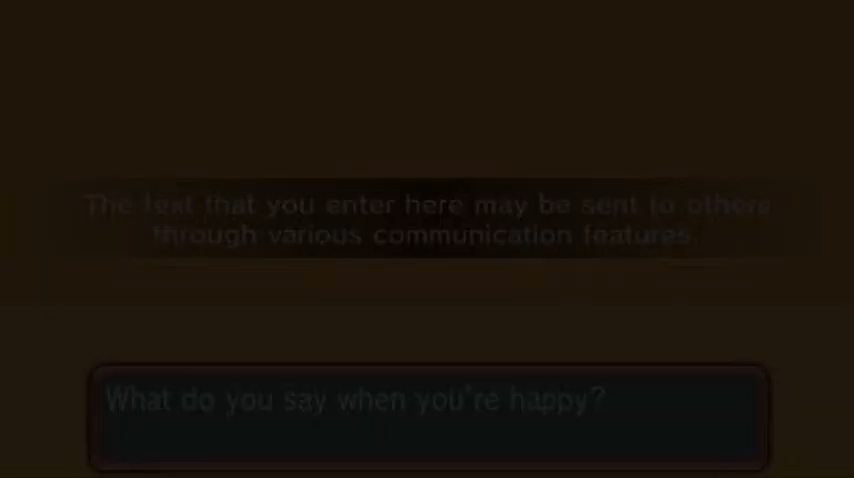 The text that you enter here may be sent to others
through various communication features.
What do you say when you're happy?